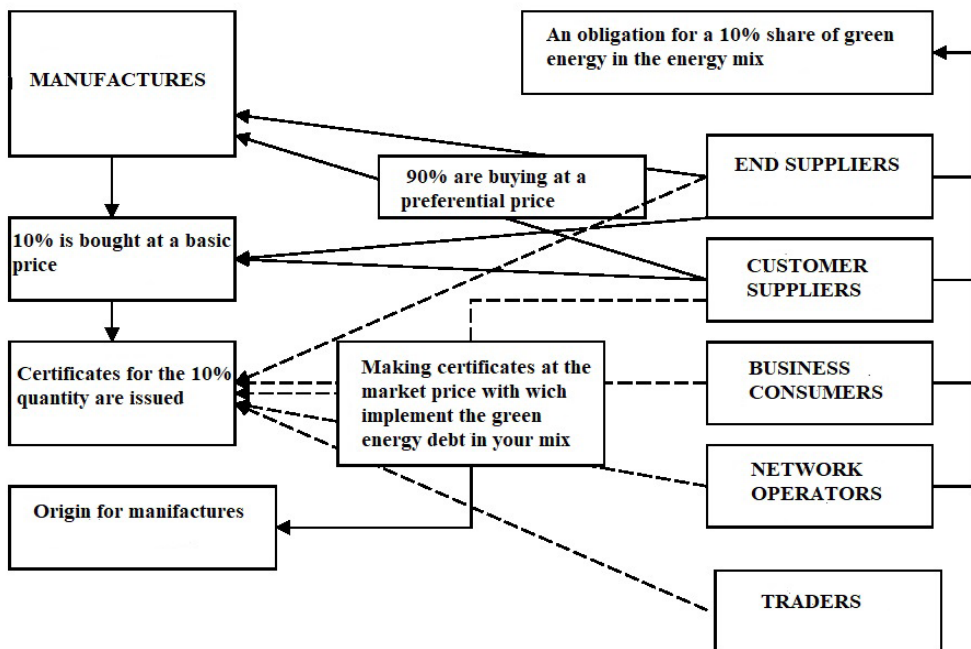 MANUFACTURES
An obligation for a 10% share of green
energy in the energy mix
90% are buying at a
preferential price
END SUPPLIERS
10% is bought at a basic
price
CUSTOMER
SUPPLIERS
Certificates for the 10%
quantity are issued
Making certificates at the
market price with wich
implement the green
energy debt in your mix
BUSINESS
CONSUMERS
NETWORK
OPERATORS
Origin for manifactures
TRADERS